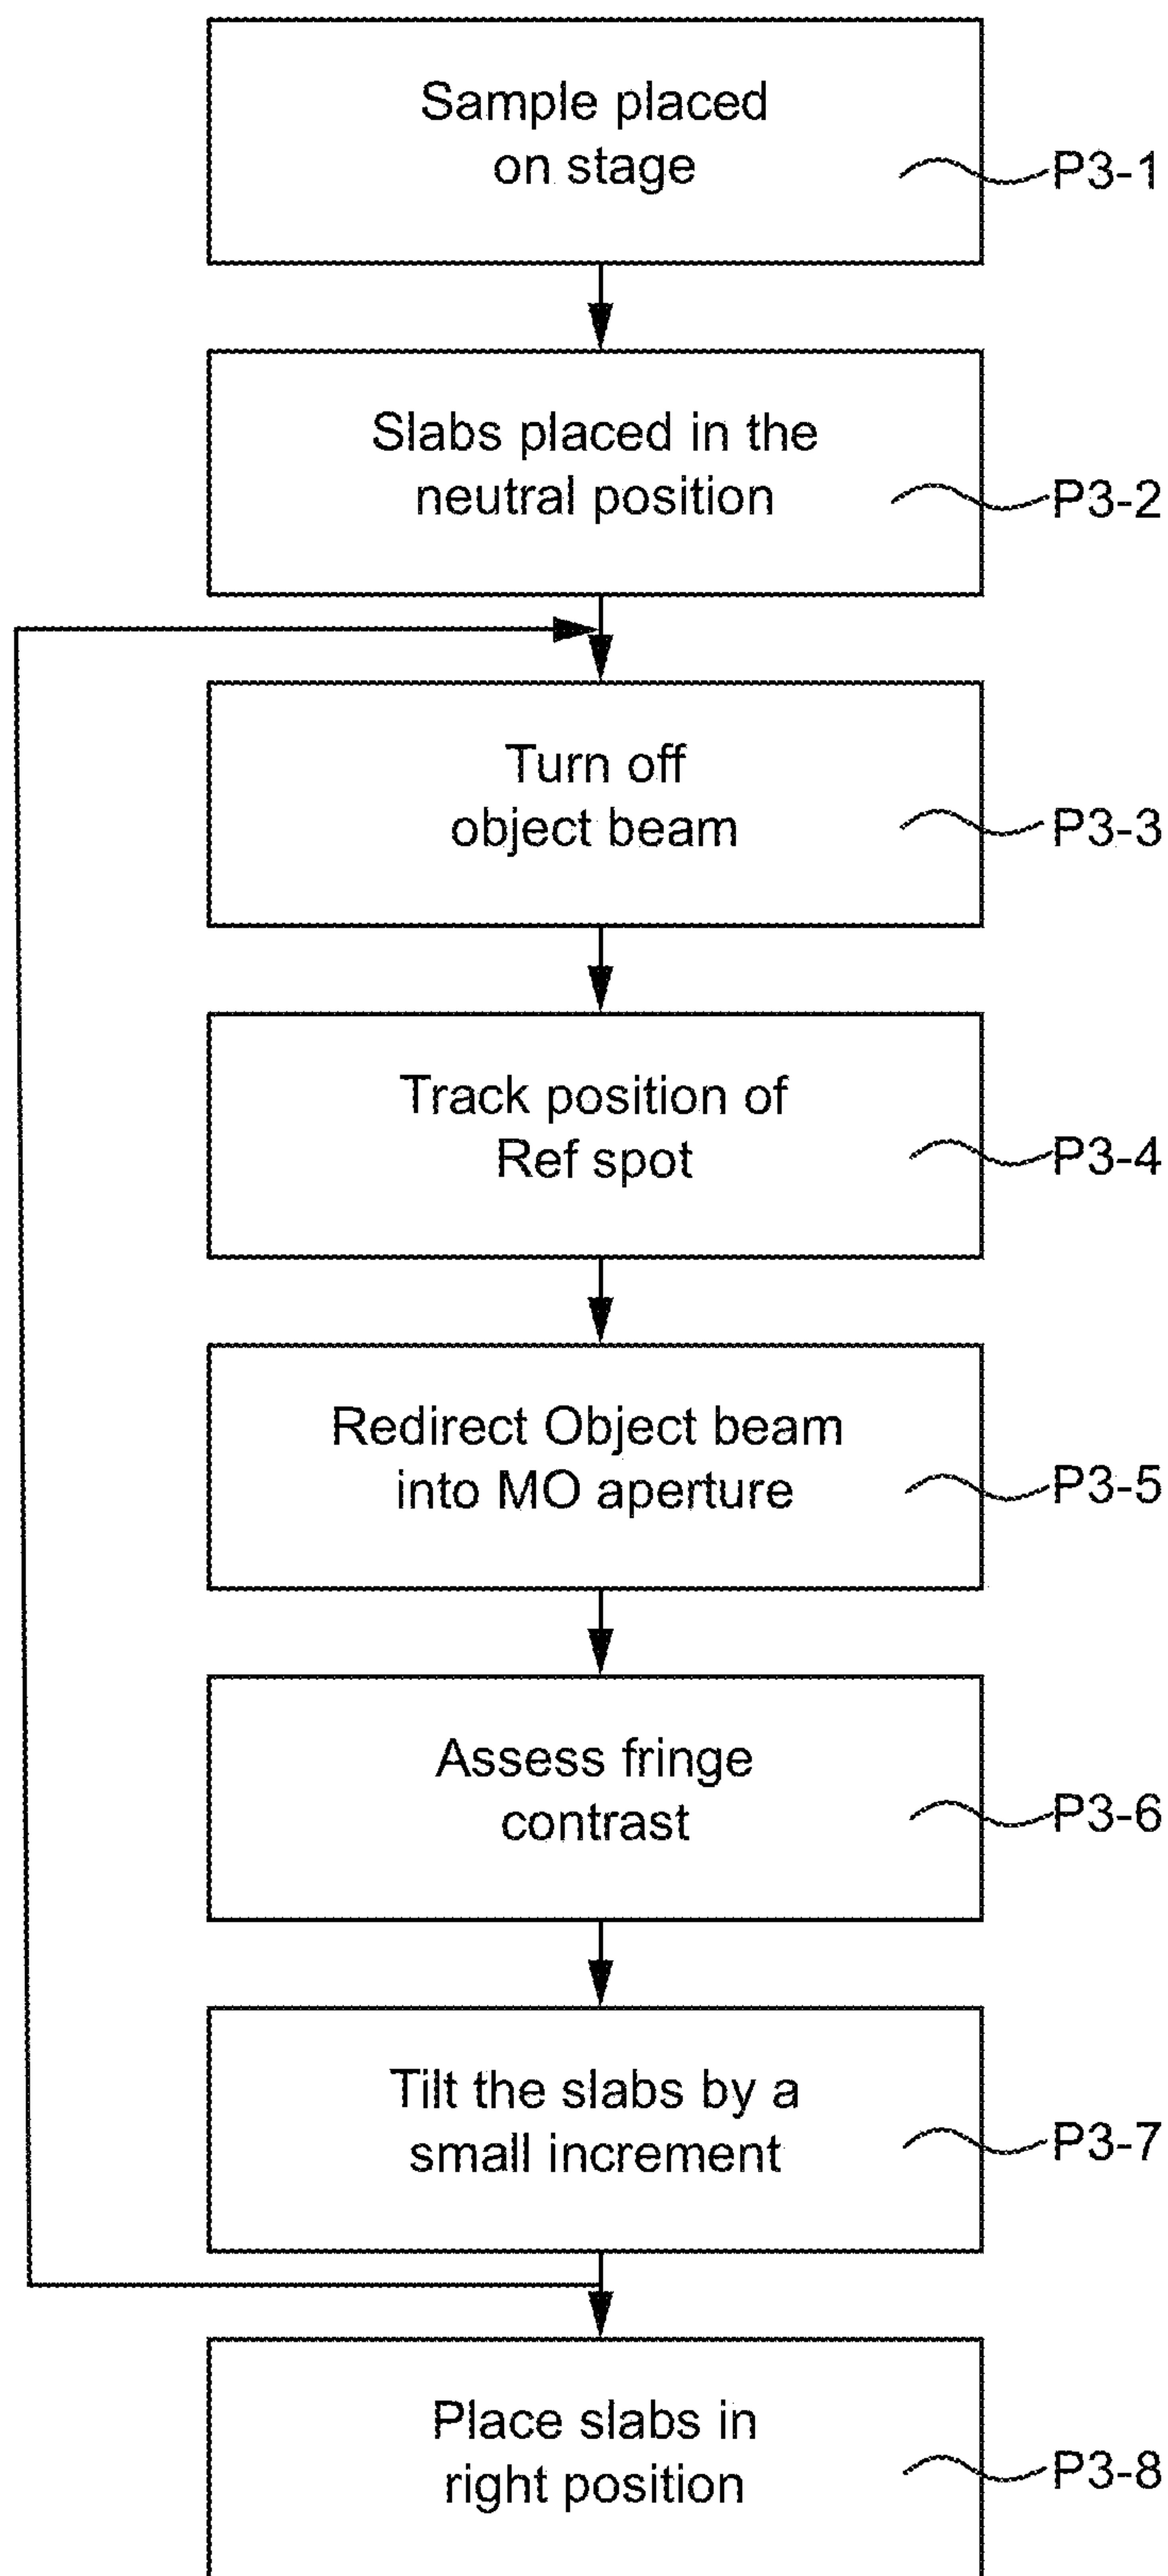 Sample placed
on stage
P3-1
Slabs placed in the
neutral position
P3-2
Turn off
object beam
P3-3
Track position of
Ref spot
P3-4
Redirect Object beam
into MO aperture
P3-5
Assess fringe
contrast
P3-6
Tilt the slabs by a
small increment
P3-7
Place slabs in
right position
P3-8